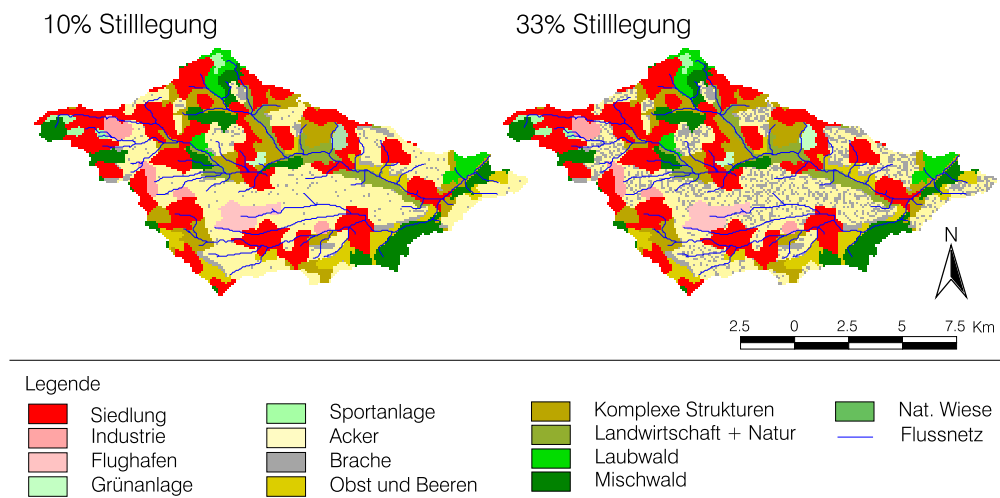 10% Stilllegung
33% Stilllegung
N
2.5 0 2.5 5 7.5 Km
Legende
Siedlung
Industrie
Flughafen
Grünanlage
Sportanlage
Acker
Brache
Obst und Beeren
Komplexe Strukturen
Landwirtschaft + Natur
Laubwald
Mischwald
Nat. Wiese
Flussnetz